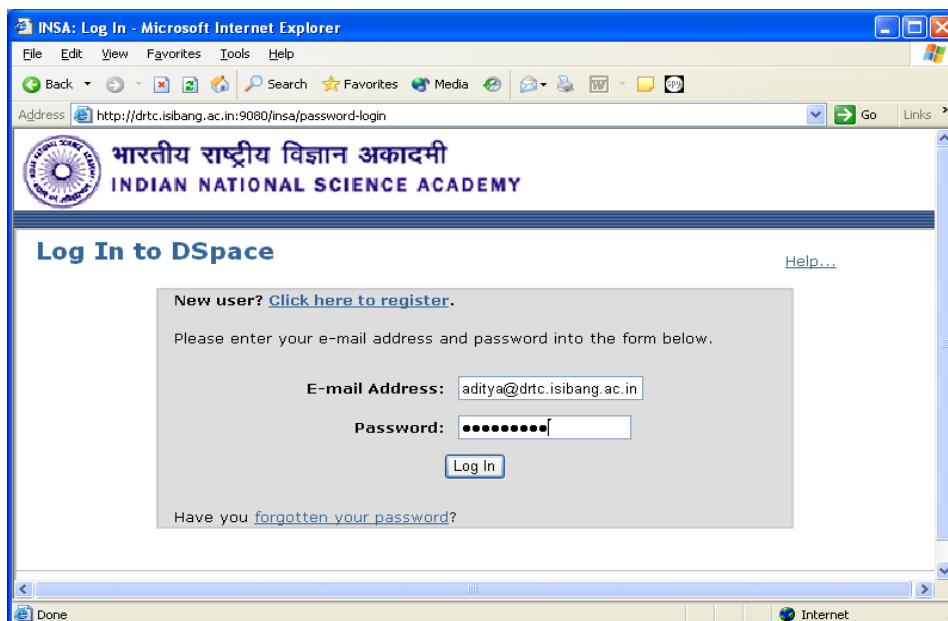 INSA: Log In - Microsoft Internet Explorer
File Edit View Favorites Tools Help
Back Search Favorites Media
Address http://drtc.isibang.ac.in:9080/insa/password-login Go Links »
भारतीय राष्ट्रीय विज्ञान अकादमी
INDIAN NATIONAL SCIENCE ACADEMY
Log In to DSpace
Help...
New user? Click here to register.
Please enter your e-mail address and password into the form below.
E-mail Address: aditya@drtc.isibang.ac.in
Password: •••••••••
Log In
Have you forgotten your password?
Done Internet